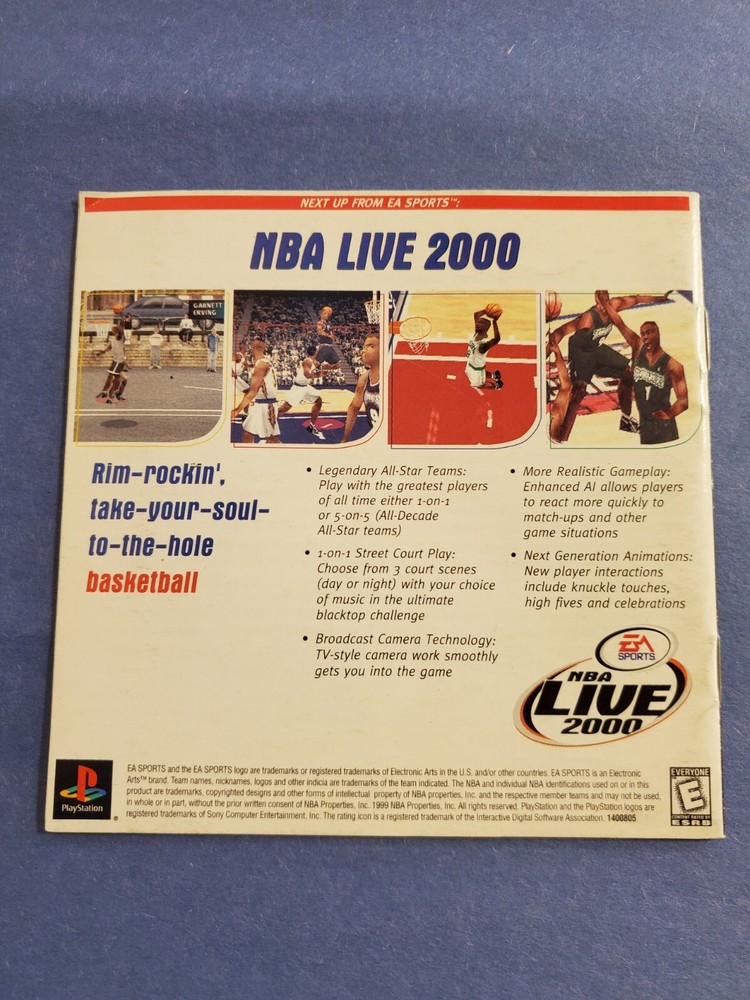 NEXT UP FROM EA SPORTS™:
NBA LIVE 2000
GARNETT
ERVING
Rim-rockin',
take-your-soul-
to-the-hole
basketball
• Legendary All-Star Teams:
Play with the greatest players
of all time either 1-on-1
or 5-on-5 (All-Decade
All-Star teams)
• 1-on-1 Street Court Play:
Choose from 3 court scenes
(day or night) with your choice
of music in the ultimate
blacktop challenge
• Broadcast Camera Technology:
TV-style camera work smoothly
gets you into the game
• More Realistic Gameplay:
Enhanced AI allows players
to react more quickly to
match-ups and other
game situations
• Next Generation Animations:
New player interactions
include knuckle touches,
high fives and celebrations
EA
SPORTS
NBA
LIVE
2000
PlayStation
®
EA SPORTS and the EA SPORTS logo are trademarks or registered trademarks of Electronic Arts in the U.S. and/or other countries. EA SPORTS is an Electronic
Arts™ brand. Team names, nicknames, logos and other indicia are trademarks of the team indicated. The NBA and individual NBA identifications used on or in this
product are trademarks, copyrighted designs and other forms of intellectual property of NBA properties, Inc. and the respective member teams and may not be used,
in whole or in part, without the prior written consent of NBA Properties, Inc. 1999 NBA Properties, Inc. All rights reserved. PlayStation and the PlayStation logos are
registered trademarks of Sony Computer Entertainment, Inc. The rating icon is a registered trademark of the Interactive Digital Software Association. 1400805
EVERYONE
E
CONTENT RATED BY
ESRB